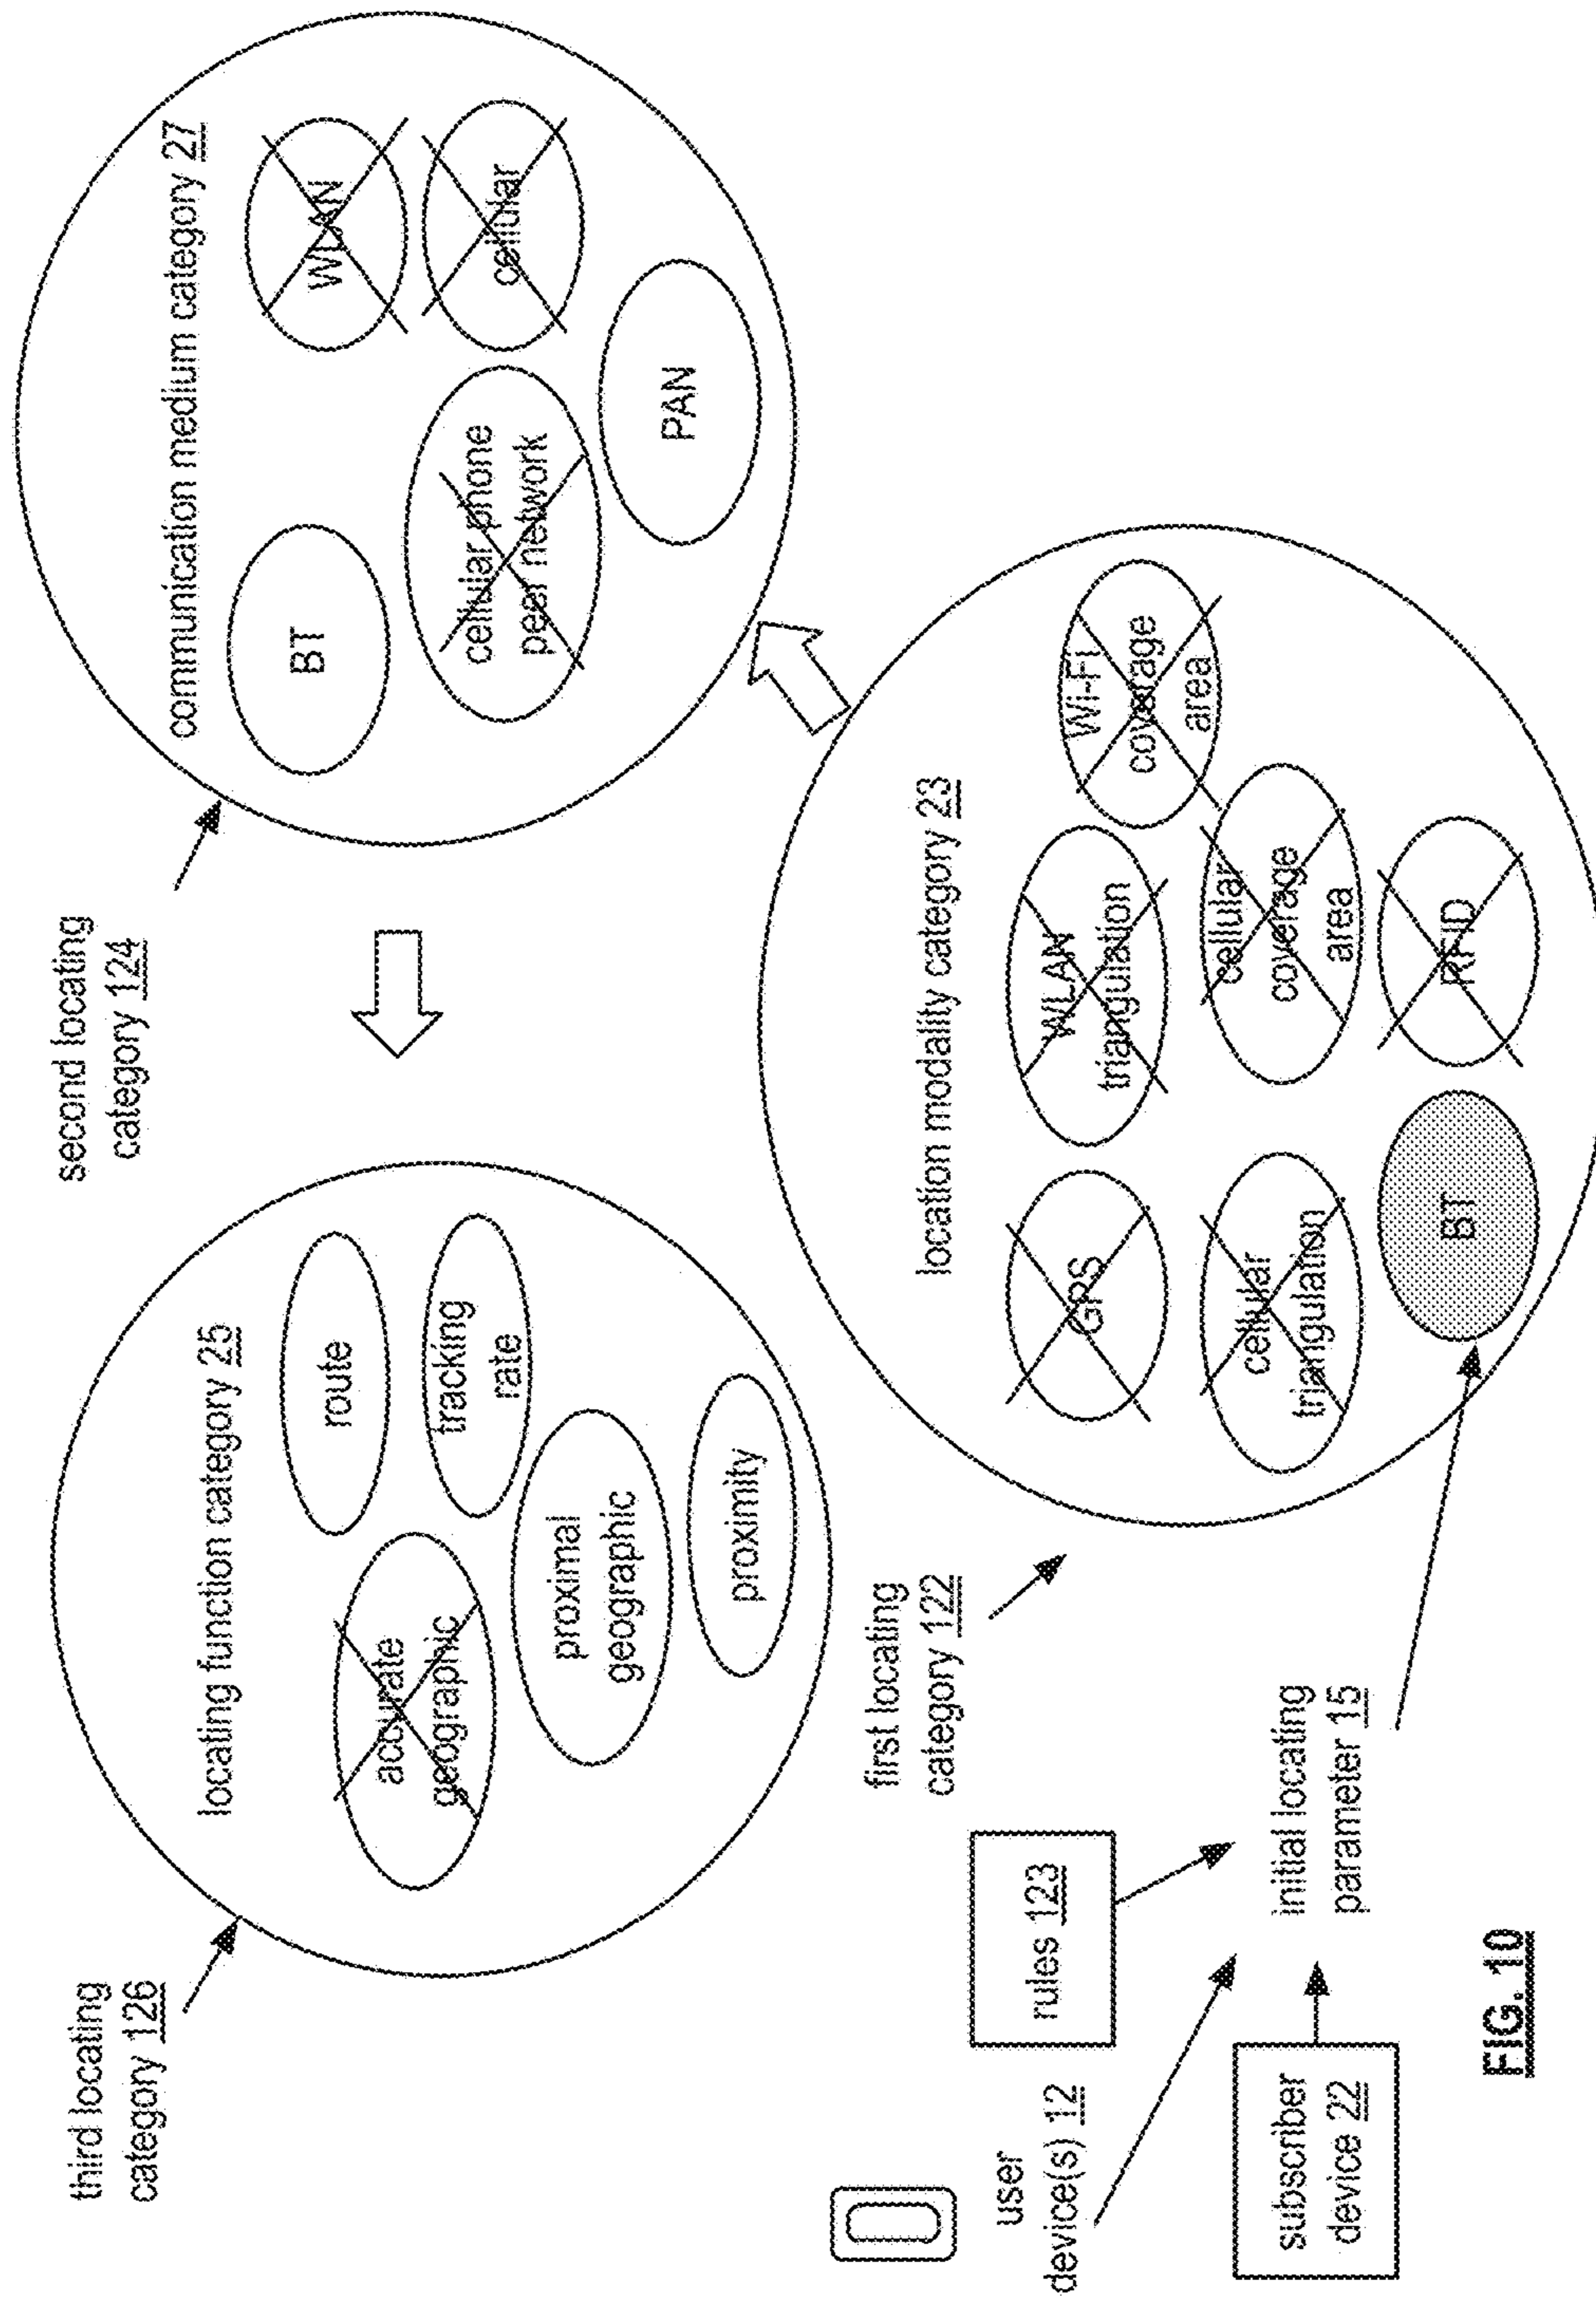 third locating
category 126
second locating
category 124
locating function category 25
accurate
geographic
route
proximal
geographic
tracking
rate
proximity
communication medium category 27
BT
WLAN
cellular phone
peer network
cellular
PAN
first locating
category 122
location modality category 23
GPS
WLAN
triangulation
Wi-Fi
coverage
area
cellular
triangulation
cellular
coverage
area
BT
RFID
user
device(s) 12
rules 123
subscriber
device 22
initial locating
parameter 15
FIG. 10